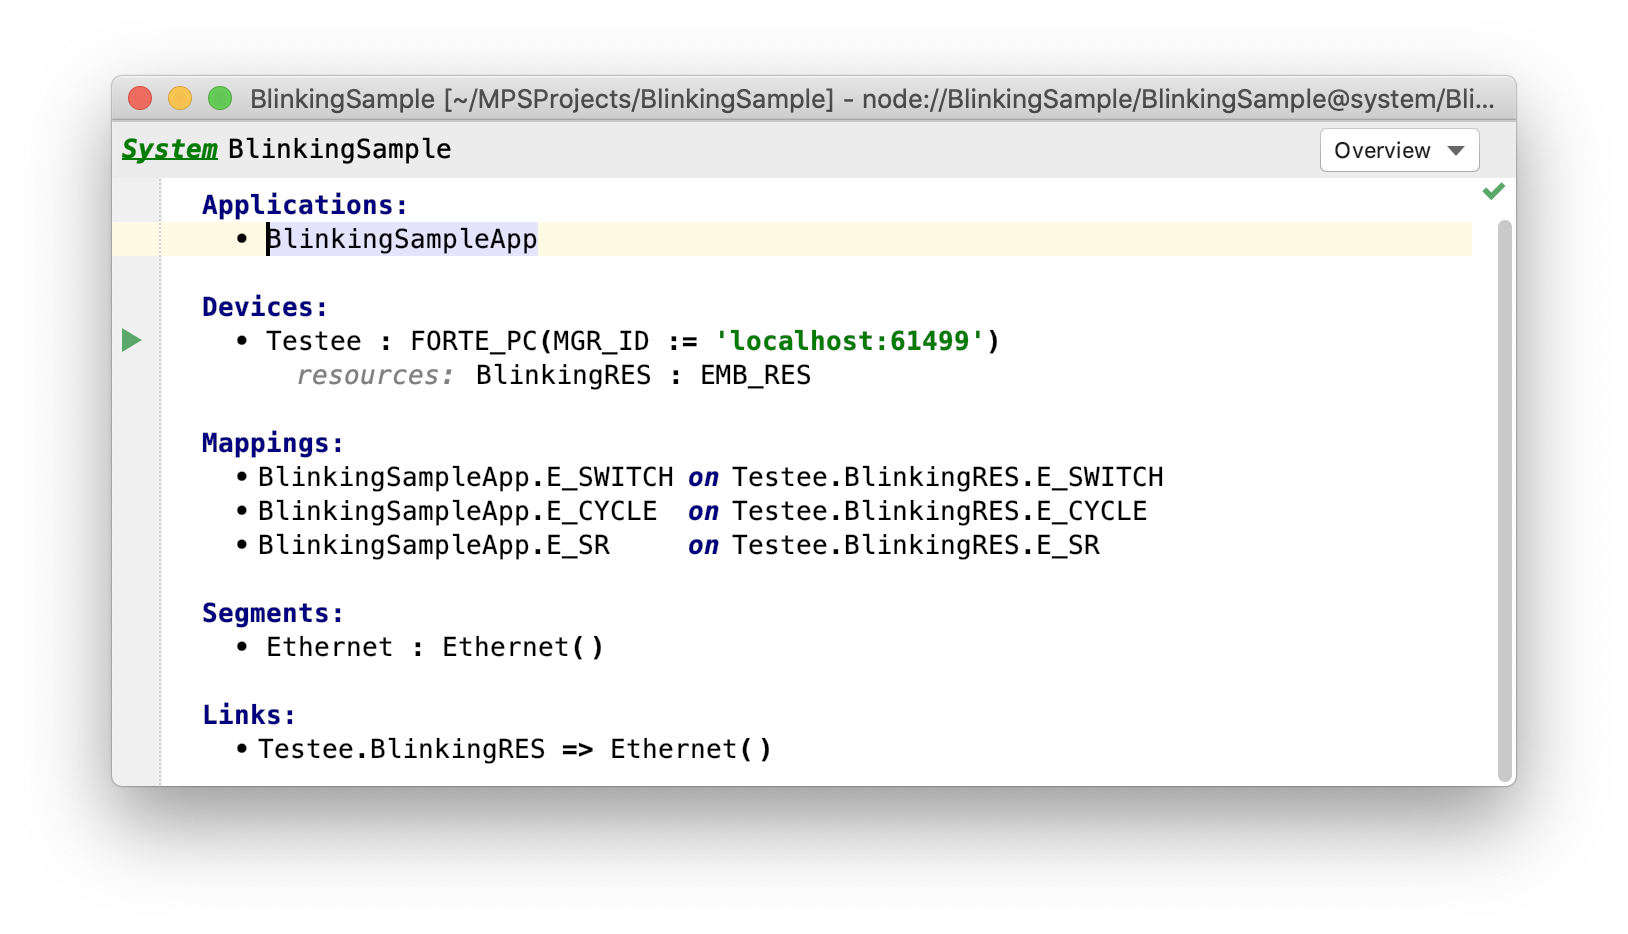 BlinkingSample [~/MPSProjects/BlinkingSample] - node://BlinkingSample/BlinkingSample@system/Bli...
System BlinkingSample
Overview
Applications:
• BlinkingSampleApp
Devices:
• Testee : FORTE_PC(MGR_ID := 'localhost:61499')
resources: BlinkingRES : EMB_RES
Mappings:
• BlinkingSampleApp.E_SWITCH on Testee.BlinkingRES.E_SWITCH
• BlinkingSampleApp.E_CYCLE on Testee.BlinkingRES.E_CYCLE
• BlinkingSampleApp.E_SR on Testee.BlinkingRES.E_SR
Segments:
• Ethernet : Ethernet()
Links:
• Testee.BlinkingRES => Ethernet()